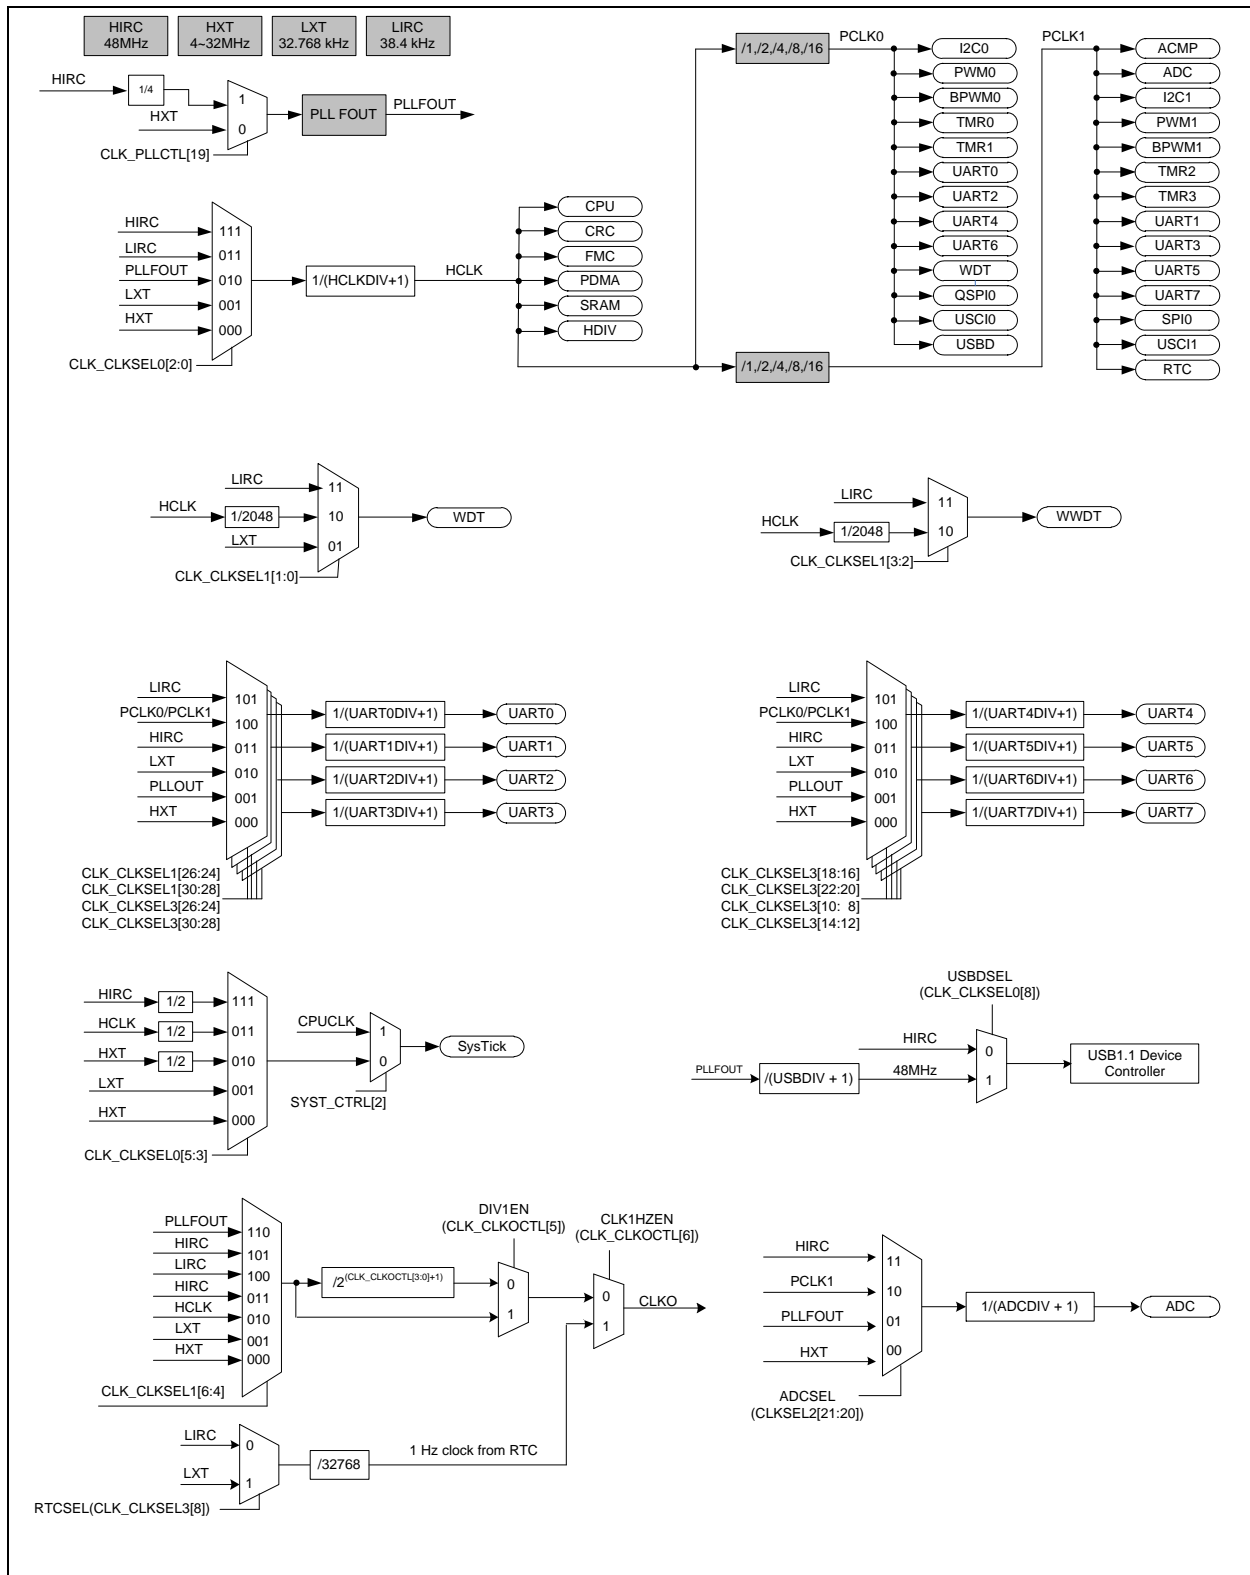 HIRC
48MHz
HXT
4~32MHz
LXT
32.768 kHz
LIRC
38.4 kHz
HIRC
1/4
HXT
1
0
CLK_PLLCTL[19]
PLL FOUT
PLLFOUT
HIRC
LIRC
PLLFOUT
LXT
HXT
111
011
010
001
000
CLK_CLKSEL0[2:0]
1/(HCLKDIV+1)
HCLK
CPU
CRC
FMC
PDMA
SRAM
HDIV
/1,/2,/4,/8,/16
PCLK0
I2C0
PWM0
BPWM0
TMR0
TMR1
UART0
UART2
UART4
UART6
WDT
QSPI0
USCI0
USBD
/1,/2,/4,/8,/16
PCLK1
ACMP
ADC
I2C1
PWM1
BPWM1
TMR2
TMR3
UART1
UART3
UART5
UART7
SPI0
USCI1
RTC
LIRC
HCLK
1/2048
LXT
11
10
01
CLK_CLKSEL1[1:0]
WDT
LIRC
HCLK
1/2048
11
10
CLK_CLKSEL1[3:2]
WWDT
LIRC
PCLK0/PCLK1
HIRC
LXT
PLLOUT
HXT
101
100
011
010
001
000
1/(UART0DIV+1)
UART0
1/(UART1DIV+1)
UART1
1/(UART2DIV+1)
UART2
1/(UART3DIV+1)
UART3
CLK_CLKSEL1[26:24]
CLK_CLKSEL1[30:28]
CLK_CLKSEL3[26:24]
CLK_CLKSEL3[30:28]
LIRC
PCLK0/PCLK1
HIRC
LXT
PLLOUT
HXT
101
100
011
010
001
000
1/(UART4DIV+1)
UART4
1/(UART5DIV+1)
UART5
1/(UART6DIV+1)
UART6
1/(UART7DIV+1)
UART7
CLK_CLKSEL3[18:16]
CLK_CLKSEL3[22:20]
CLK_CLKSEL3[10: 8]
CLK_CLKSEL3[14:12]
HIRC
1/2
HCLK
1/2
HXT
1/2
LXT
HXT
111
011
010
001
000
CLK_CLKSEL0[5:3]
CPUCLK
1
0
SYST_CTRL[2]
SysTick
USBDSEL
(CLK_CLKSEL0[8])
HIRC
PLLFOUT
/(USBDIV + 1)
48MHz
0
1
USB1.1 Device
Controller
PLLFOUT
HIRC
LIRC
HIRC
HCLK
LXT
HXT
110
101
100
011
010
001
000
CLK_CLKSEL1[6:4]
/2(CLK_CLKOCTL[3:0]+1)
DIV1EN
(CLK_CLKOCTL[5])
0
1
CLK1HZEN
(CLK_CLKOCTL[6])
0
1
CLKO
LIRC
LXT
0
1
RTCSEL(CLK_CLKSEL3[8])
/32768
1 Hz clock from RTC
HIRC
PCLK1
PLLFOUT
HXT
11
10
01
00
ADCSEL
(CLKSEL2[21:20])
1/(ADCDIV + 1)
ADC